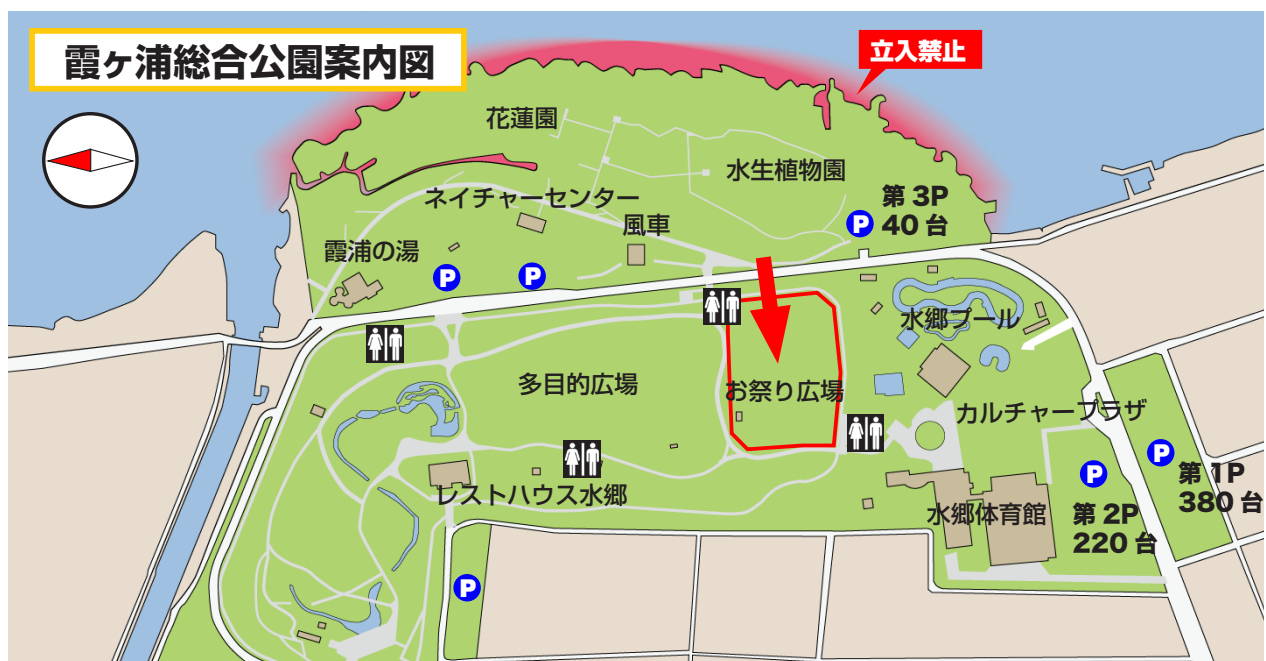 霞ヶ浦総合公園案内図
立入禁止
花蓮園
水生植物園
ネイチャーセンター
第 3P
40 台
P
風車
霞浦の湯
P
P
水郷プール
多目的広場
お祭り広場
カルチャープラザ
レストハウス水郷
水郷体育館
P
第 2P
220 台
P
第 1P
380 台
P